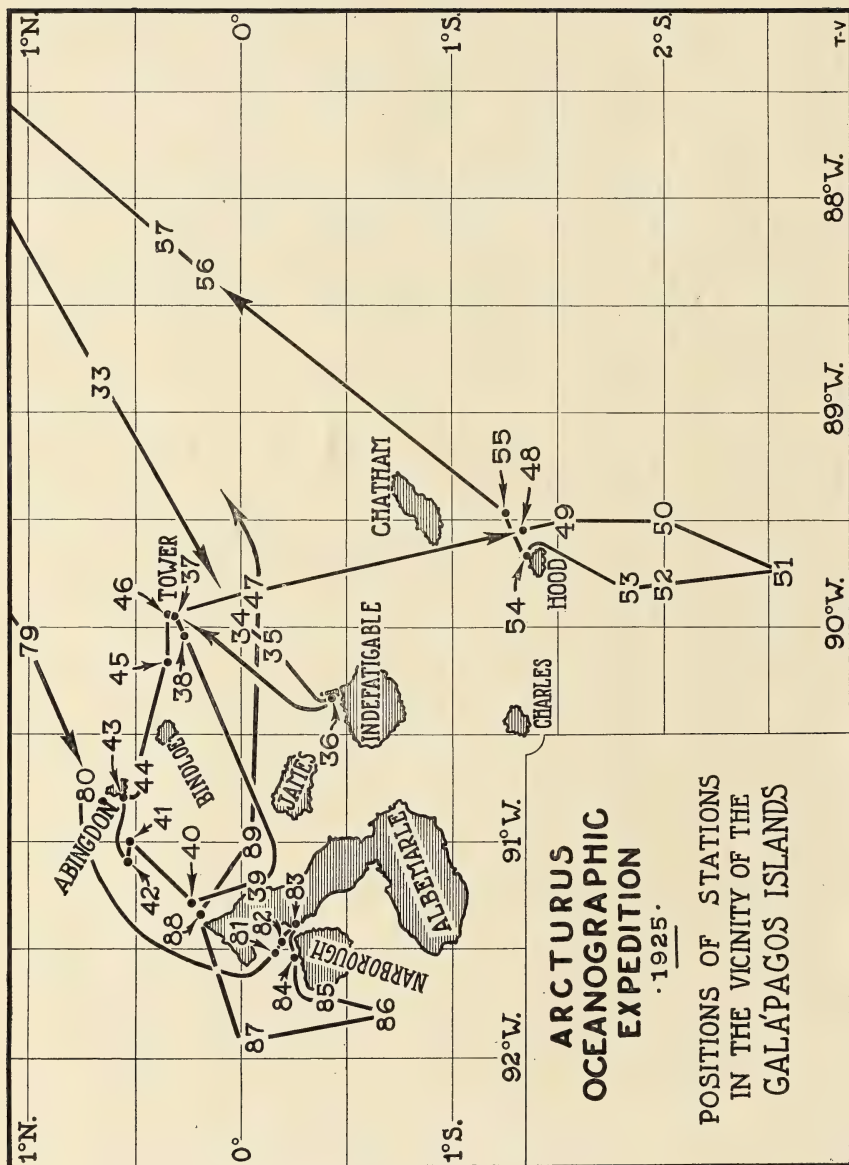 1°N.
1°N.
79
80
33
57
56
ABINGDON
43
44
42
41
45
46
TOWER
37
38
BINDLOE
40
88
0°
0°
87
81
82
39
89
83
34
47
35
JAMES
84
85
NARBOROUGH
86
36
INDEFATIGABLE
ALBEMARLE
CHATHAM
1°S.
1°S.
92°W.
91°W.
CHARLES
54
55
48
HOOD
49
53
52
50
51
2°S.
90°W.
89°W.
88°W.
ARCTURUS
OCEANOGRAPHIC
EXPEDITION
·1925·
POSITIONS OF STATIONS
IN THE VICINITY OF THE
GALÁPAGOS ISLANDS
T-V